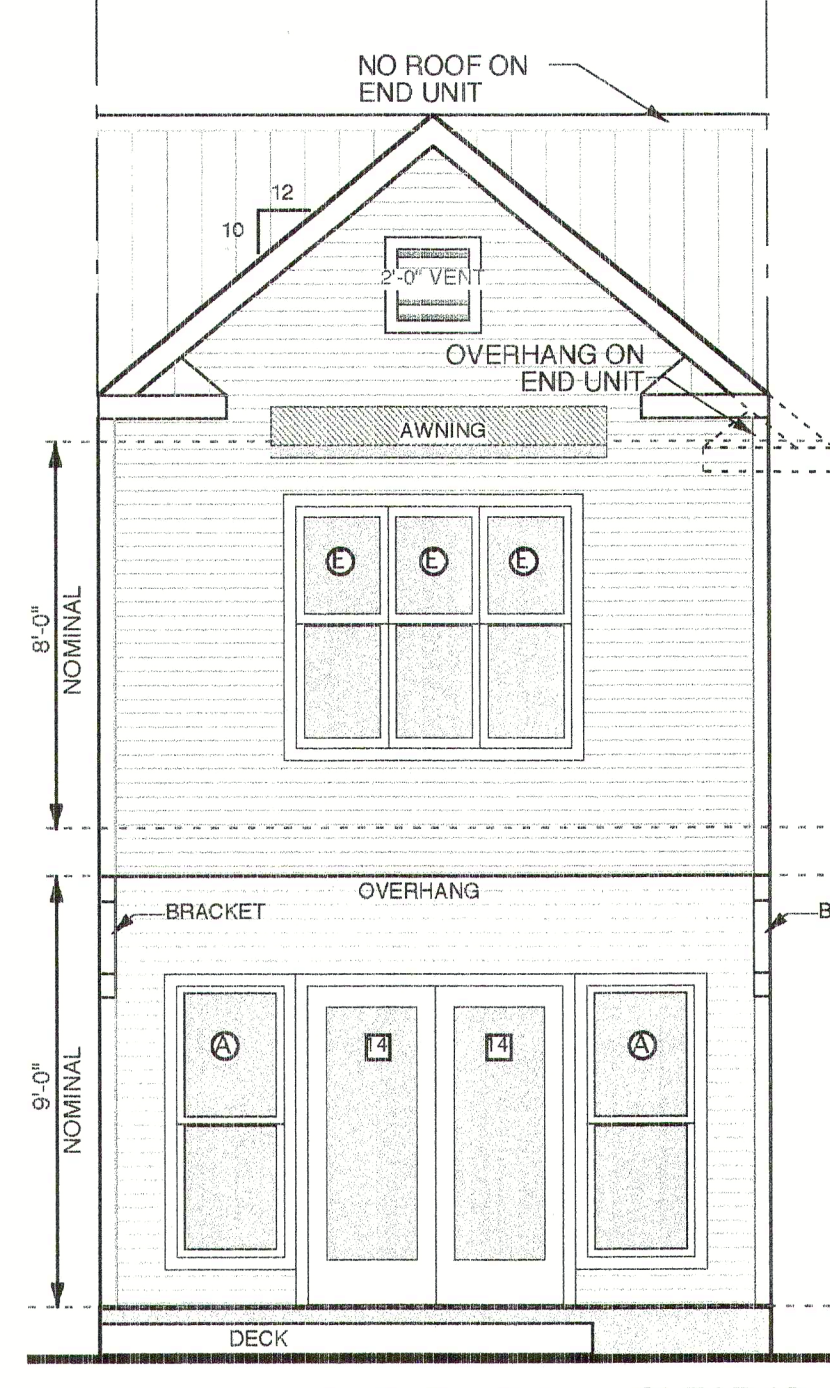 NO ROOF ON
END UNIT
12
10
2'-0" VENT
OVERHANG ON
END UNIT
AWNING
E E E
8'-0"
NOMINAL
OVERHANG
BRACKET
B
A 14 14 A
9'-0"
NOMINAL
DECK